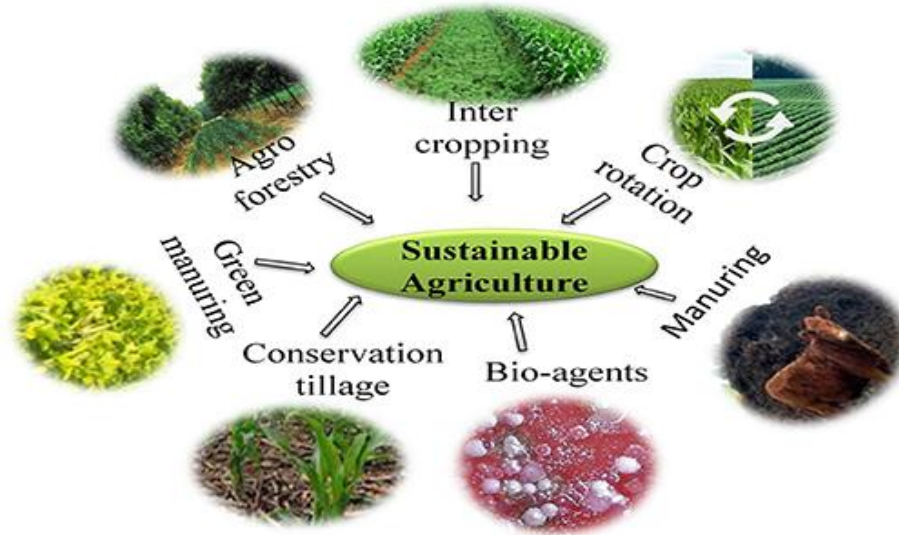 Inter
cropping
Agro
forestry
Crop
rotation
Sustainable
Agriculture
Green
manuring
Manuring
Conservation
tillage
Bio-agents